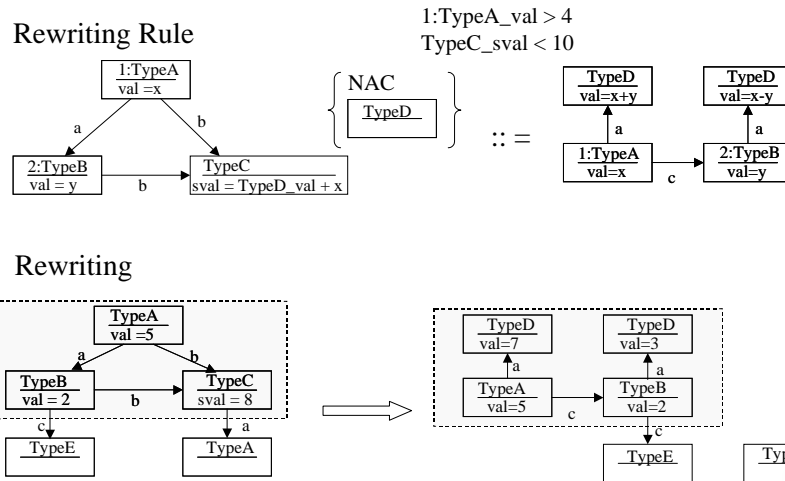 1:TypeA_val > 4
TypeC_sval < 10
Rewriting Rule
1:TypeA
val =x
a
b
2:TypeB
val = y
b
TypeC
sval = TypeD_val + x
NAC
TypeD
:: =
TypeD
val=x+y
TypeD
val=x-y
a
a
1:TypeA
val=x
c
2:TypeB
val=y
Rewriting
TypeA
val =5
a
b
TypeB
val = 2
b
TypeC
sval = 8
c
a
TypeE
TypeA
TypeD
val=7
TypeD
val=3
a
a
TypeA
val=5
c
TypeB
val=2
c
TypeE